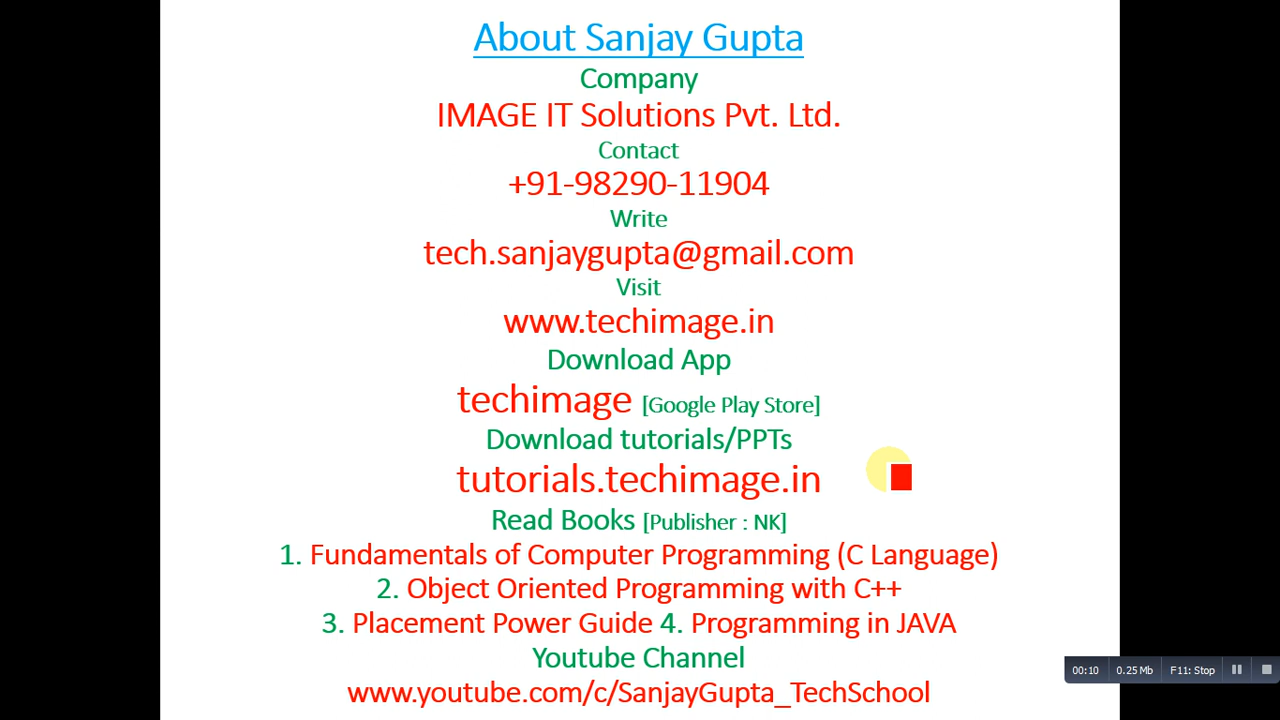 About Sanjay Gupta
Company
IMAGE IT Solutions Pvt. Ltd.
Contact
+91-98290-11904
Write
tech.sanjaygupta@gmail.com
Visit
www.techimage.in
Download App
techimage [Google Play Store]
Download tutorials/PPTs
tutorials.techimage.in
Read Books [Publisher : NK]
1. Fundamentals of Computer Programming (C Language)
2. Object Oriented Programming with C++
3. Placement Power Guide 4. Programming in JAVA
Youtube Channel
www.youtube.com/c/SanjayGupta_TechSchool
00:10 0.25 Mb F11: Stop